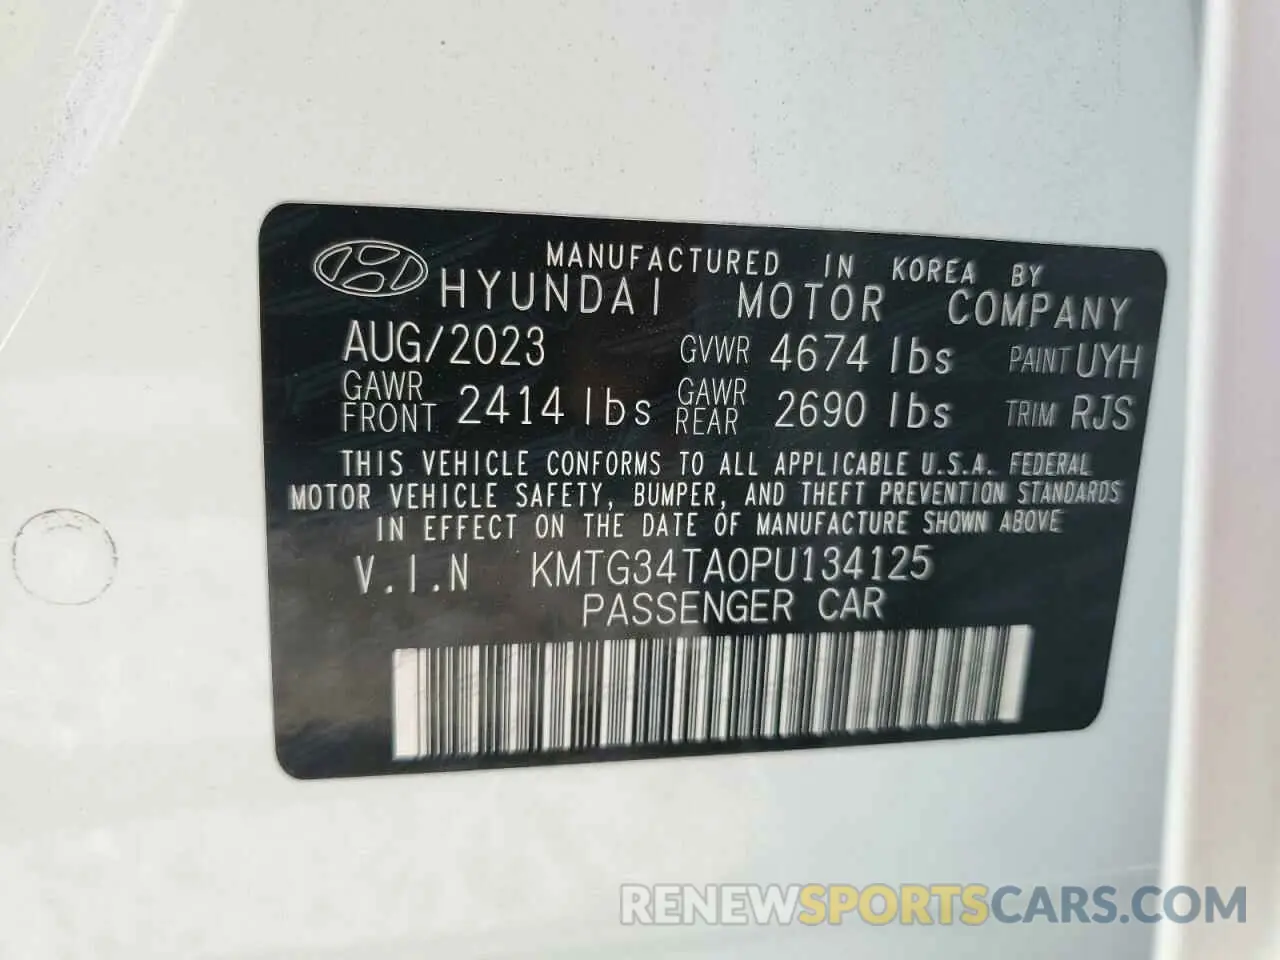 MANUFACTURED IN KOREA BY
HYUNDAI MOTOR COMPANY
AUG/2023 GVWR 4674 lbs PAINT UYH
GAWR FRONT 2414 lbs GAWR REAR 2690 lbs TRIM RJS
THIS VEHICLE CONFORMS TO ALL APPLICABLE U.S.A. FEDERAL
MOTOR VEHICLE SAFETY, BUMPER, AND THEFT PREVENTION STANDARDS
IN EFFECT ON THE DATE OF MANUFACTURE SHOWN ABOVE
V.I.N KMTG34TA0PU134125
PASSENGER CAR
RENEWSPORTSCARS.COM